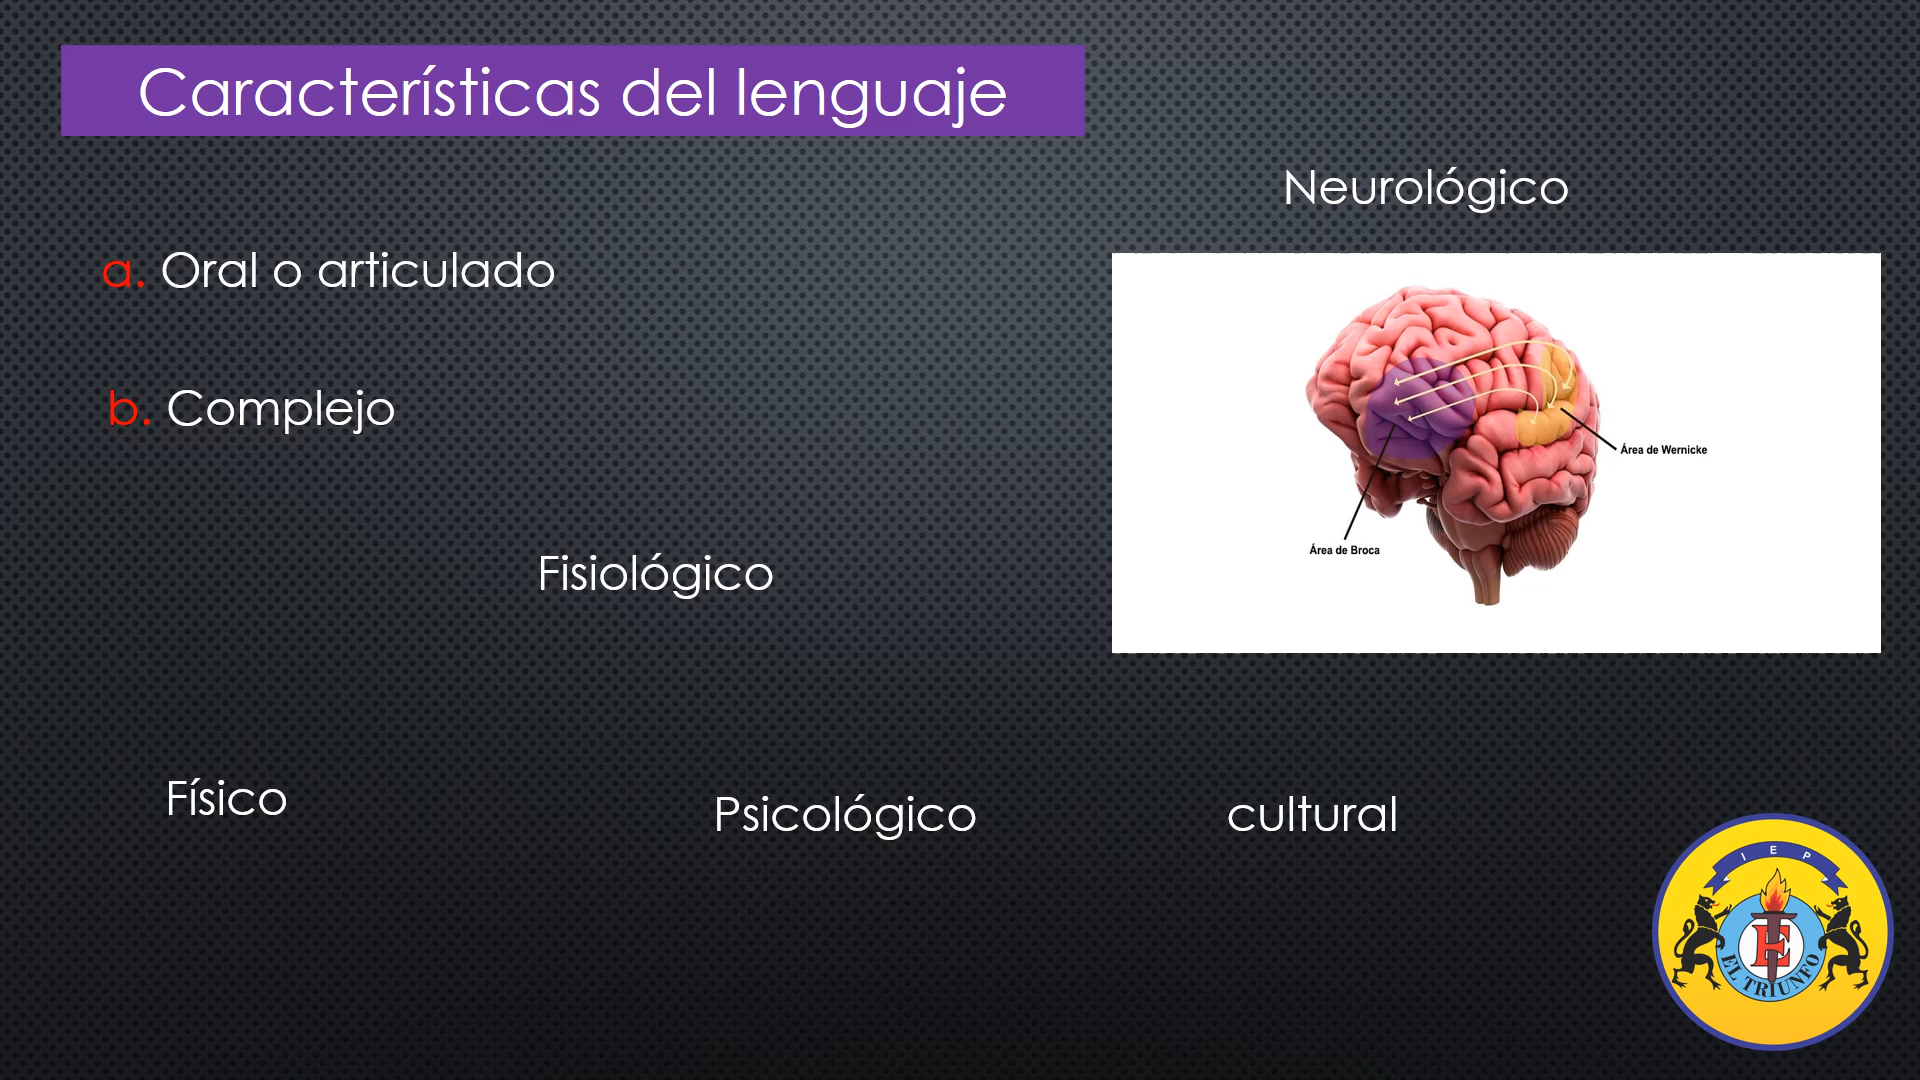 Características del lenguaje
Neurológico
a. Oral o articulado
b. Complejo
Área de Wernicke
Área de Broca
Fisiológico
Físico
Psicológico
cultural
I E P
E
EL TRIUNFO